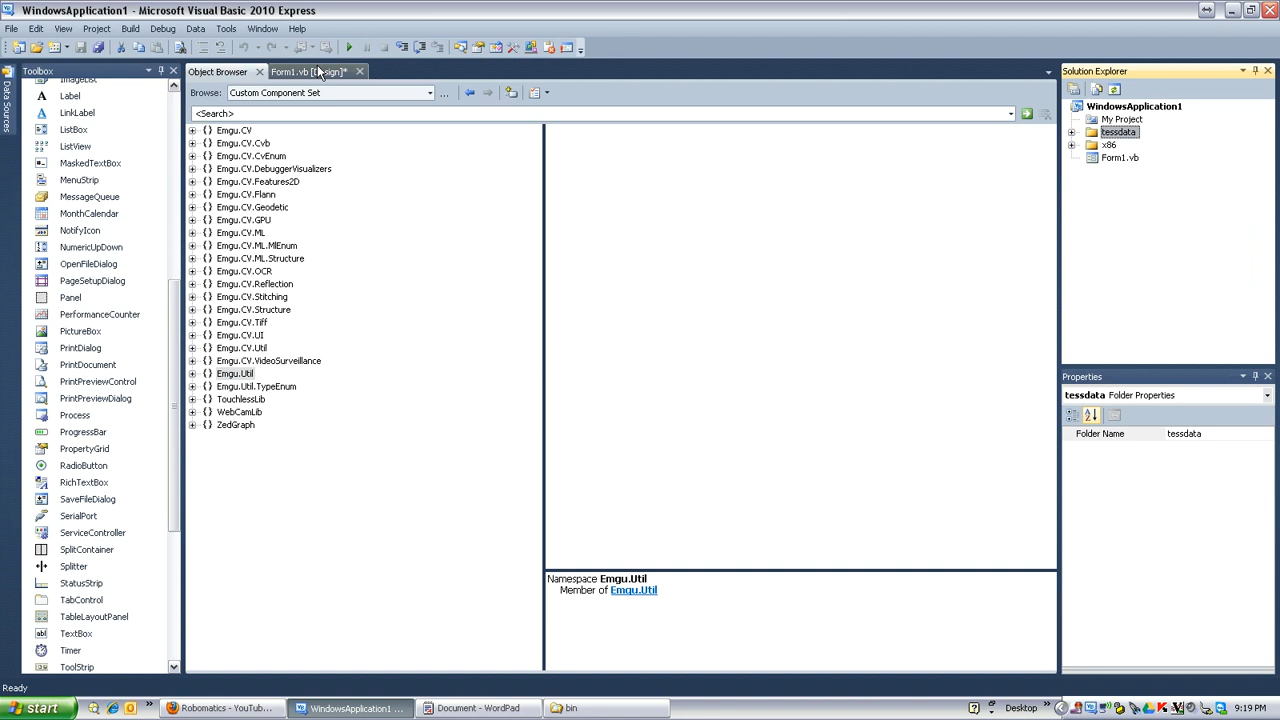 WindowsApplication1 - Microsoft Visual Basic 2010 Express
File Edit View Project Build Debug Data Tools Window Help
Toolbox
Object Browser
Form1.vb [Design]*
Solution Explorer
Data Sources
Browse: Custom Component Set ...
<Search>
ImageList
Label
LinkLabel
ListBox
ListView
MaskedTextBox
MenuStrip
MessageQueue
MonthCalendar
NotifyIcon
NumericUpDown
OpenFileDialog
PageSetupDialog
Panel
PerformanceCounter
PictureBox
PrintDialog
PrintDocument
PrintPreviewControl
PrintPreviewDialog
Process
ProgressBar
PropertyGrid
RadioButton
RichTextBox
SaveFileDialog
SerialPort
ServiceController
SplitContainer
Splitter
StatusStrip
TabControl
TableLayoutPanel
TextBox
Timer
ToolStrip
Emgu.CV
Emgu.CV.Cvb
Emgu.CV.CvEnum
Emgu.CV.DebuggerVisualizers
Emgu.CV.Features2D
Emgu.CV.Flann
Emgu.CV.Geodetic
Emgu.CV.GPU
Emgu.CV.ML
Emgu.CV.ML.MlEnum
Emgu.CV.ML.Structure
Emgu.CV.OCR
Emgu.CV.Reflection
Emgu.CV.Stitching
Emgu.CV.Structure
Emgu.CV.Tiff
Emgu.CV.UI
Emgu.CV.Util
Emgu.CV.VideoSurveillance
Emgu.Util
Emgu.Util.TypeEnum
TouchlessLib
WebCamLib
ZedGraph
Namespace Emgu.Util
Member of Emgu.Util
WindowsApplication1
My Project
tessdata
x86
Form1.vb
Properties
tessdata Folder Properties
Folder Name tessdata
Ready
start
Robomatics - YouTub...
WindowsApplication1 ...
Document - WordPad
bin
Desktop
9:19 PM